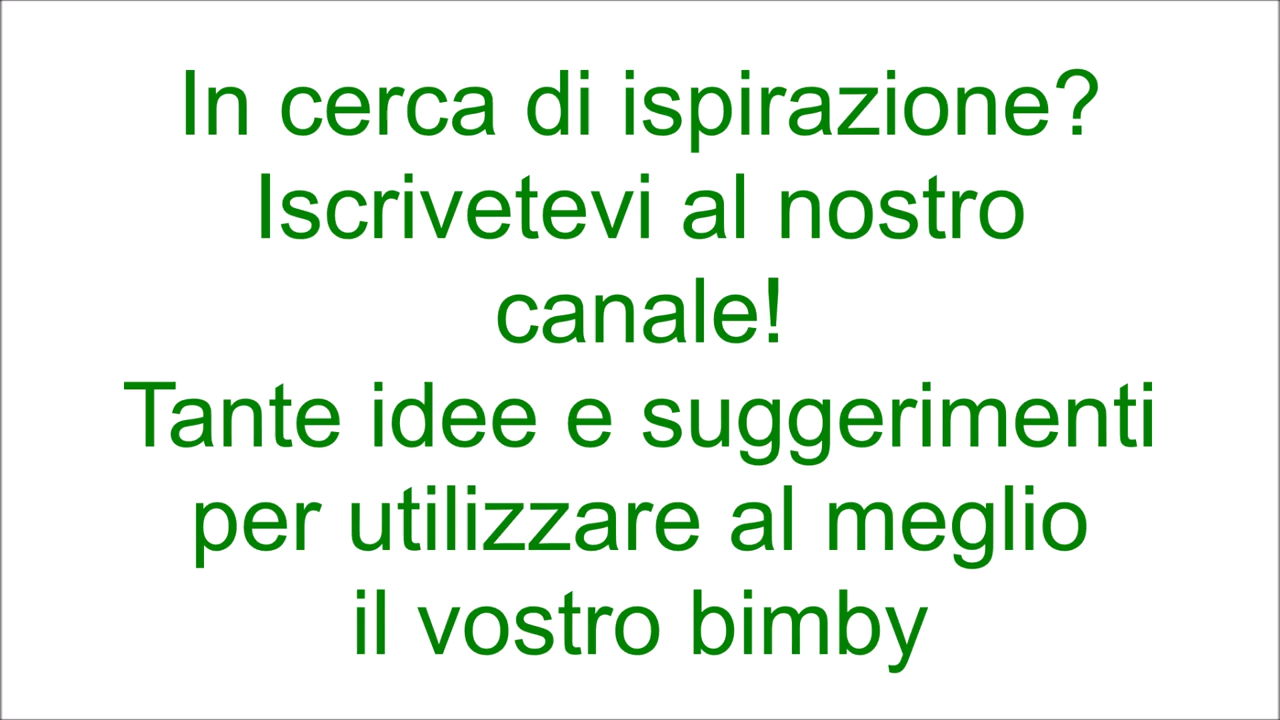 In cerca di ispirazione?
Iscrivetevi al nostro
canale!
Tante idee e suggerimenti
per utilizzare al meglio
il vostro bimby